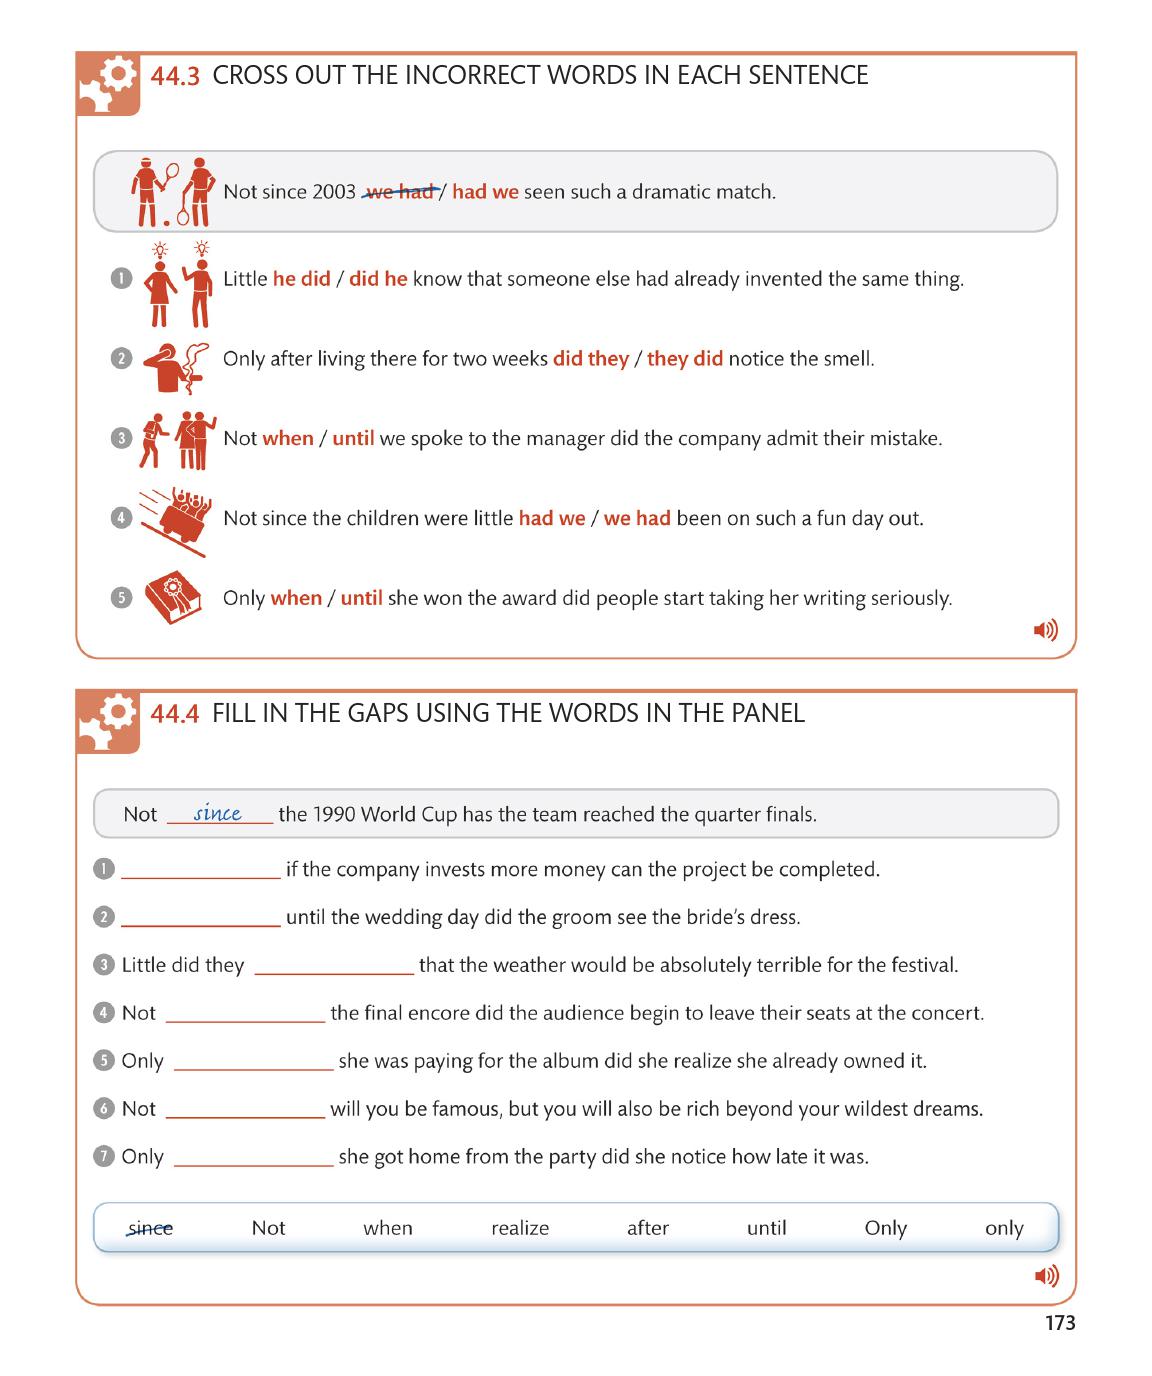 44.3 CROSS OUT THE INCORRECT WORDS IN EACH SENTENCE
Not since 2003 we had / had we seen such a dramatic match.
1 Little he did / did he know that someone else had already invented the same thing.
2 Only after living there for two weeks did they / they did notice the smell.
3 Not when / until we spoke to the manager did the company admit their mistake.
4 Not since the children were little had we / we had been on such a fun day out.
5 Only when / until she won the award did people start taking her writing seriously.
44.4 FILL IN THE GAPS USING THE WORDS IN THE PANEL
Not since the 1990 World Cup has the team reached the quarter finals.
1 if the company invests more money can the project be completed.
2 until the wedding day did the groom see the bride's dress.
3 Little did they that the weather would be absolutely terrible for the festival.
4 Not the final encore did the audience begin to leave their seats at the concert.
5 Only she was paying for the album did she realize she already owned it.
6 Not will you be famous, but you will also be rich beyond your wildest dreams.
7 Only she got home from the party did she notice how late it was.
since Not when realize after until Only only
173